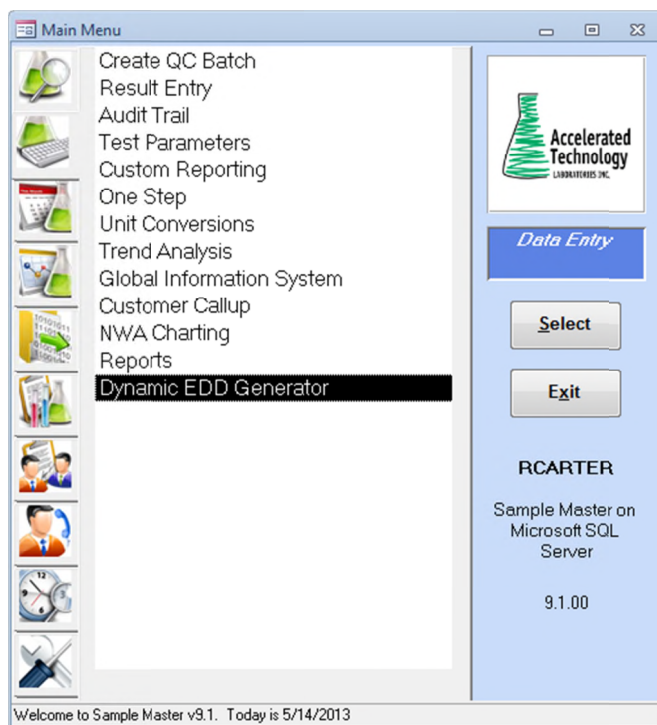 Main Menu
Create QC Batch
Result Entry
Audit Trail
Test Parameters
Custom Reporting
One Step
Unit Conversions
Trend Analysis
Global Information System
Customer Callup
NWA Charting
Reports
Dynamic EDD Generator
Accelerated
Technology
LABORATORIES INC.
Data Entry
Select
Exit
RCARTER
Sample Master on
Microsoft SQL
Server
9.1.00
Welcome to Sample Master v9.1. Today is 5/14/2013